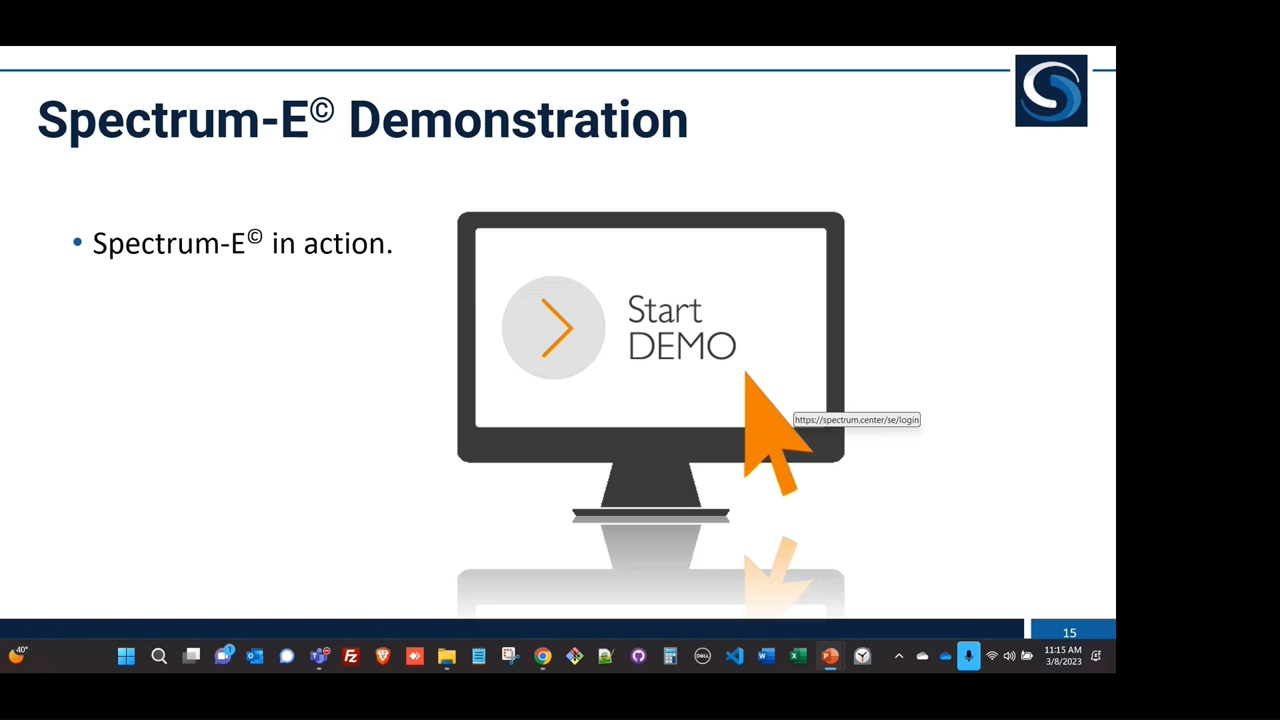 Spectrum-E© Demonstration
• Spectrum-E© in action.
Start
DEMO
https://spectrum.center/se/login
15
40°
11:15 AM
3/8/2023